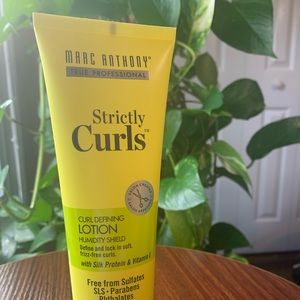 MARC ANTHONY
TRUE PROFESSIONAL
Strictly
Curls™
CURL DEFINING
LOTION
HUMIDITY SHIELD
Define and lock in soft,
frizz-free curls.
with Silk Protein & Vitamin E
Free from Sulfates
SLS • Parabens
Phthalates